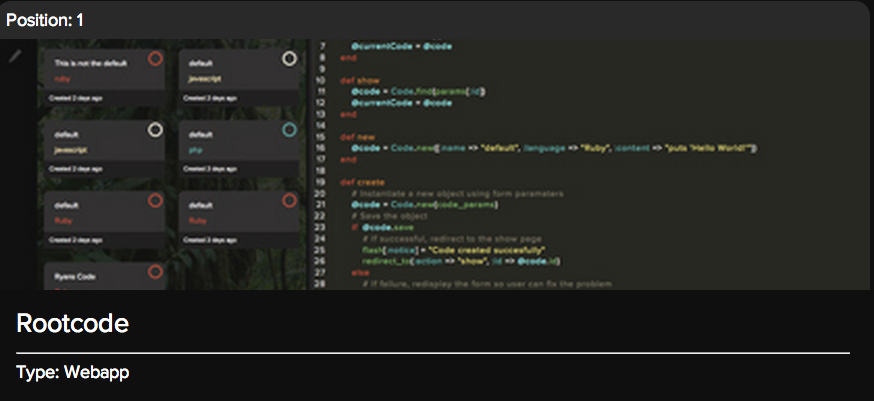 Position: 1
This is not the default
ruby
Created 2 days ago
default
javascript
Created 2 days ago
default
javascript
Created 2 days ago
default
php
Created 2 days ago
default
Ruby
Created 2 days ago
default
Ruby
Created 2 days ago
Ryans Code
7 @currentCode = @code
8 end
9
10 def show
11 @code = Code.find(params[:id])
12 @currentCode = @code
13 end
14
15 def new
16 @code = Code.new({:name => "default", :language => "Ruby", :content => "puts 'Hello World!'"})
17 end
18
19 def create
20 # Instantiate a new object using form parameters
21 @code = Code.new(code_params)
22 # Save the object
23 if @code.save
24 # If successful, redirect to the show page
25 flash[:notice] = "Code created succesfully"
26 redirect_to(:action => "show", :id => @code.id)
27 else
28 # If failure, redisplay the form so user can fix the problem
Rootcode
Type: Webapp